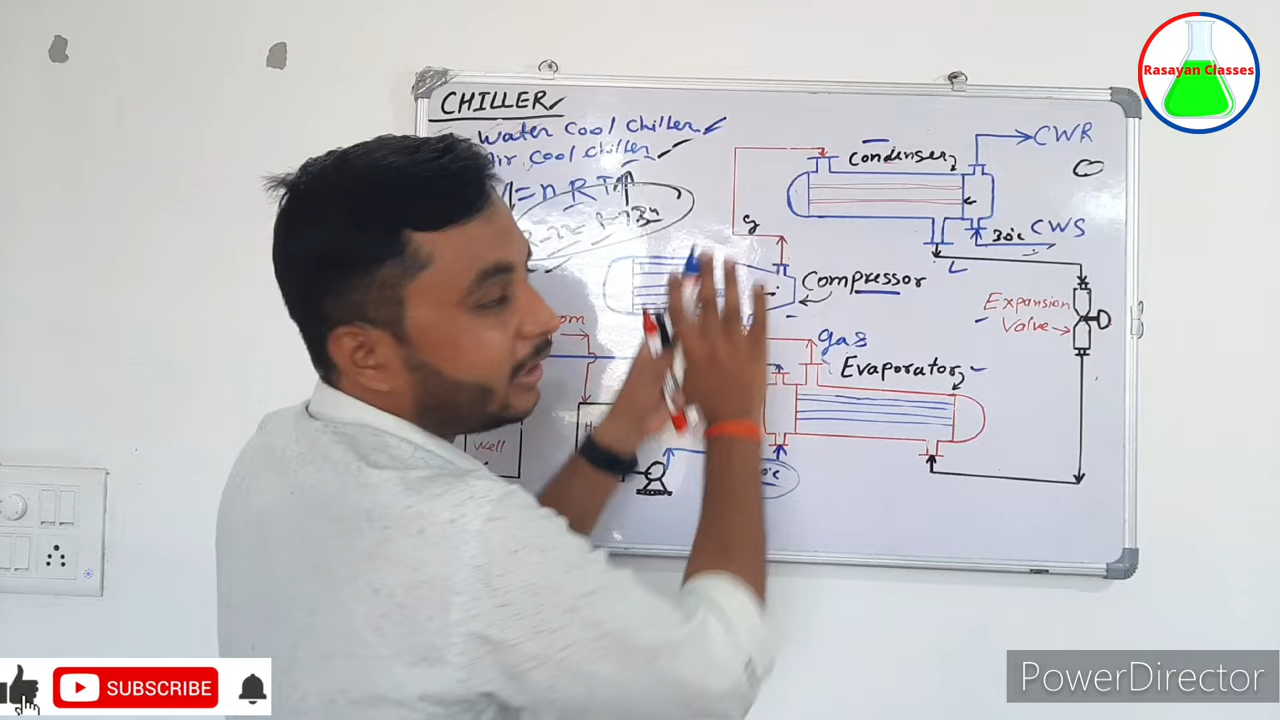 Rasayan Classes
CHILLER
Water Cool Chiller
Air Cool Chiller
= n R T
Condenser
CWR
30°c CWS
g
L
Compressor
Expansion
Valve
gas
Evaporator
Well
SUBSCRIBE
PowerDirector